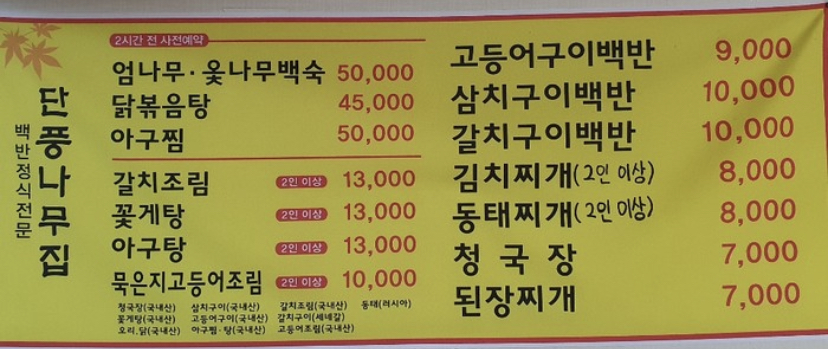 단풍나무집
백반정식전문
2시간 전 사전예약
엄나무·옻나무백숙 50,000
닭볶음탕 45,000
아구찜 50,000
갈치조림 2인 이상 13,000
꽃게탕 2인 이상 13,000
아구탕 2인 이상 13,000
묵은지고등어조림 2인 이상 10,000
청국장(국내산) 삼치구이(국내산) 갈치조림(국내산) 동태(러시아)
꽃게탕(국내산) 고등어구이(국내산) 갈치구이(세네갈)
오리,닭(국내산) 아구찜·탕(국내산) 고등어조림(국내산)
고등어구이백반 9,000
삼치구이백반 10,000
갈치구이백반 10,000
김치찌개(2인 이상) 8,000
동태찌개(2인 이상) 8,000
청국장 7,000
된장찌개 7,000